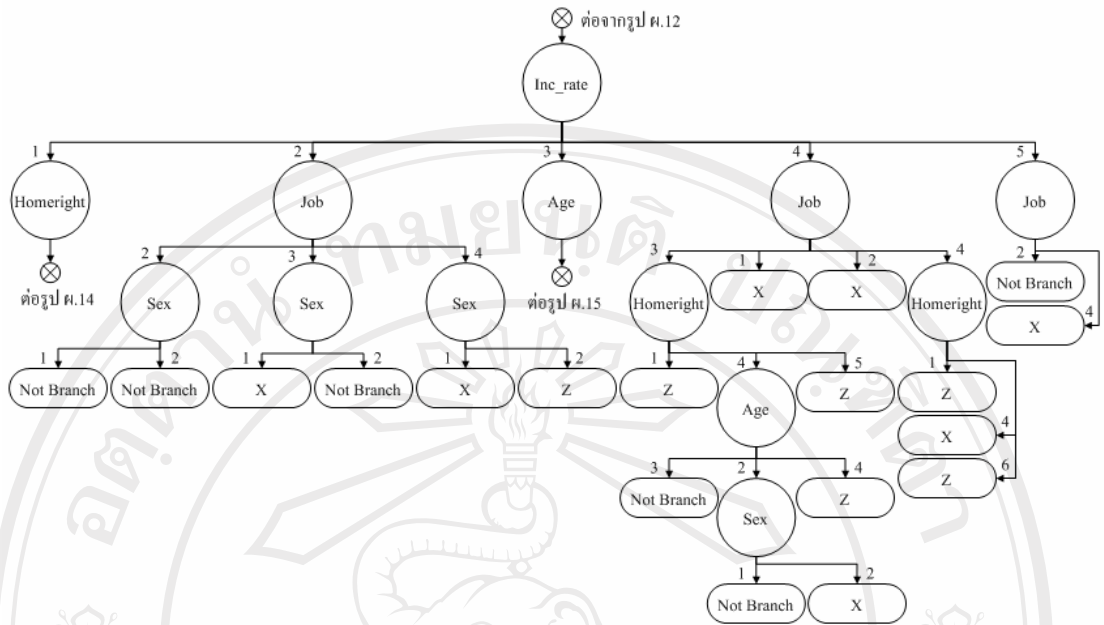 ต่อจากรูป ผ.12
Inc_rate
1 2 3 4 5
Homeright Job Age Job Job
2 3 4 3 1 2 4 2
ต่อรูป ผ.14 Sex Sex Sex ต่อรูป ผ.15 Homeright X X Homeright Not Branch
4
X
1 2 1 2 1 2 1 4 5 1
Not Branch Not Branch X Not Branch X Z Z Age Z Z
4
X
3 2 4 6
Not Branch Sex Z Z
1 2
Not Branch X